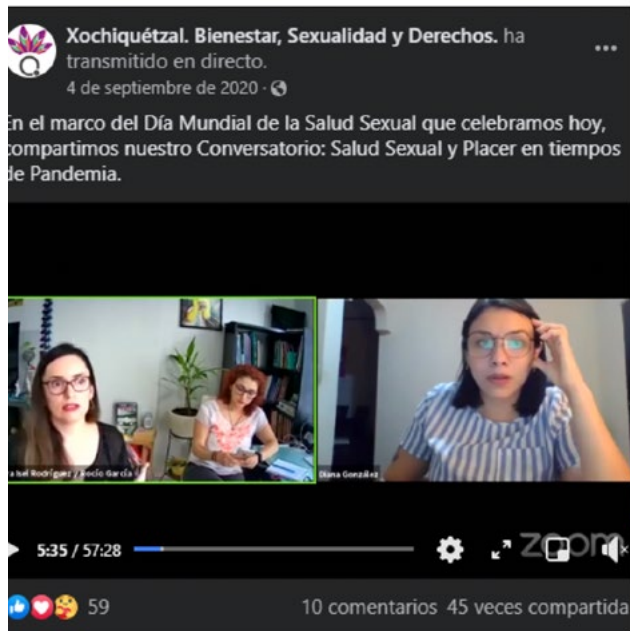 Xochiquétzal. Bienestar, Sexualidad y Derechos. ha
transmitido en directo.
4 de septiembre de 2020 ·
En el marco del Día Mundial de la Salud Sexual que celebramos hoy,
compartimos nuestro Conversatorio: Salud Sexual y Placer en tiempos
de Pandemia.
Isel Rodríguez y Rocío García
Diana González
5:35 / 57:28
zoom
59
10 comentarios 45 veces compartida